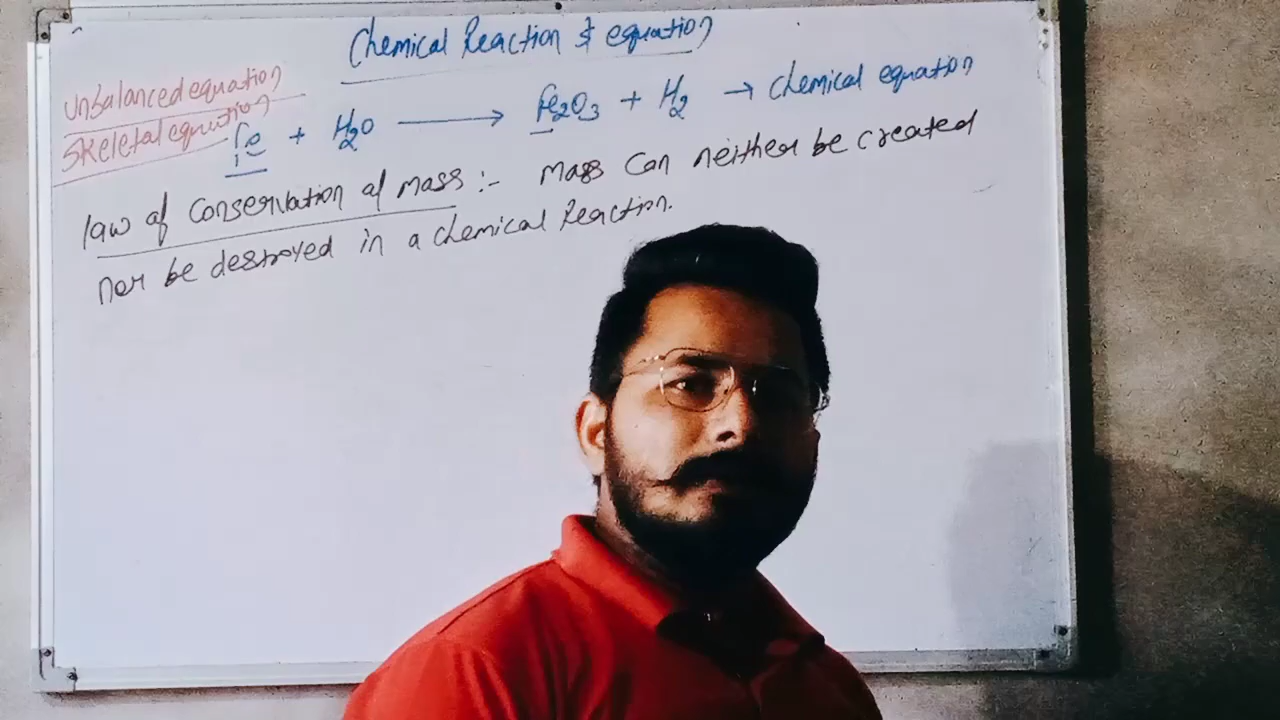 Chemical Reaction & equation
Unbalanced equation
Skeletal equation
Fe + H₂O ⟶ Fe₂O₃ + H₂ → Chemical equation
1
law of Conservation of mass :- Mass Can neither be created
nor be destroyed in a chemical Reaction.